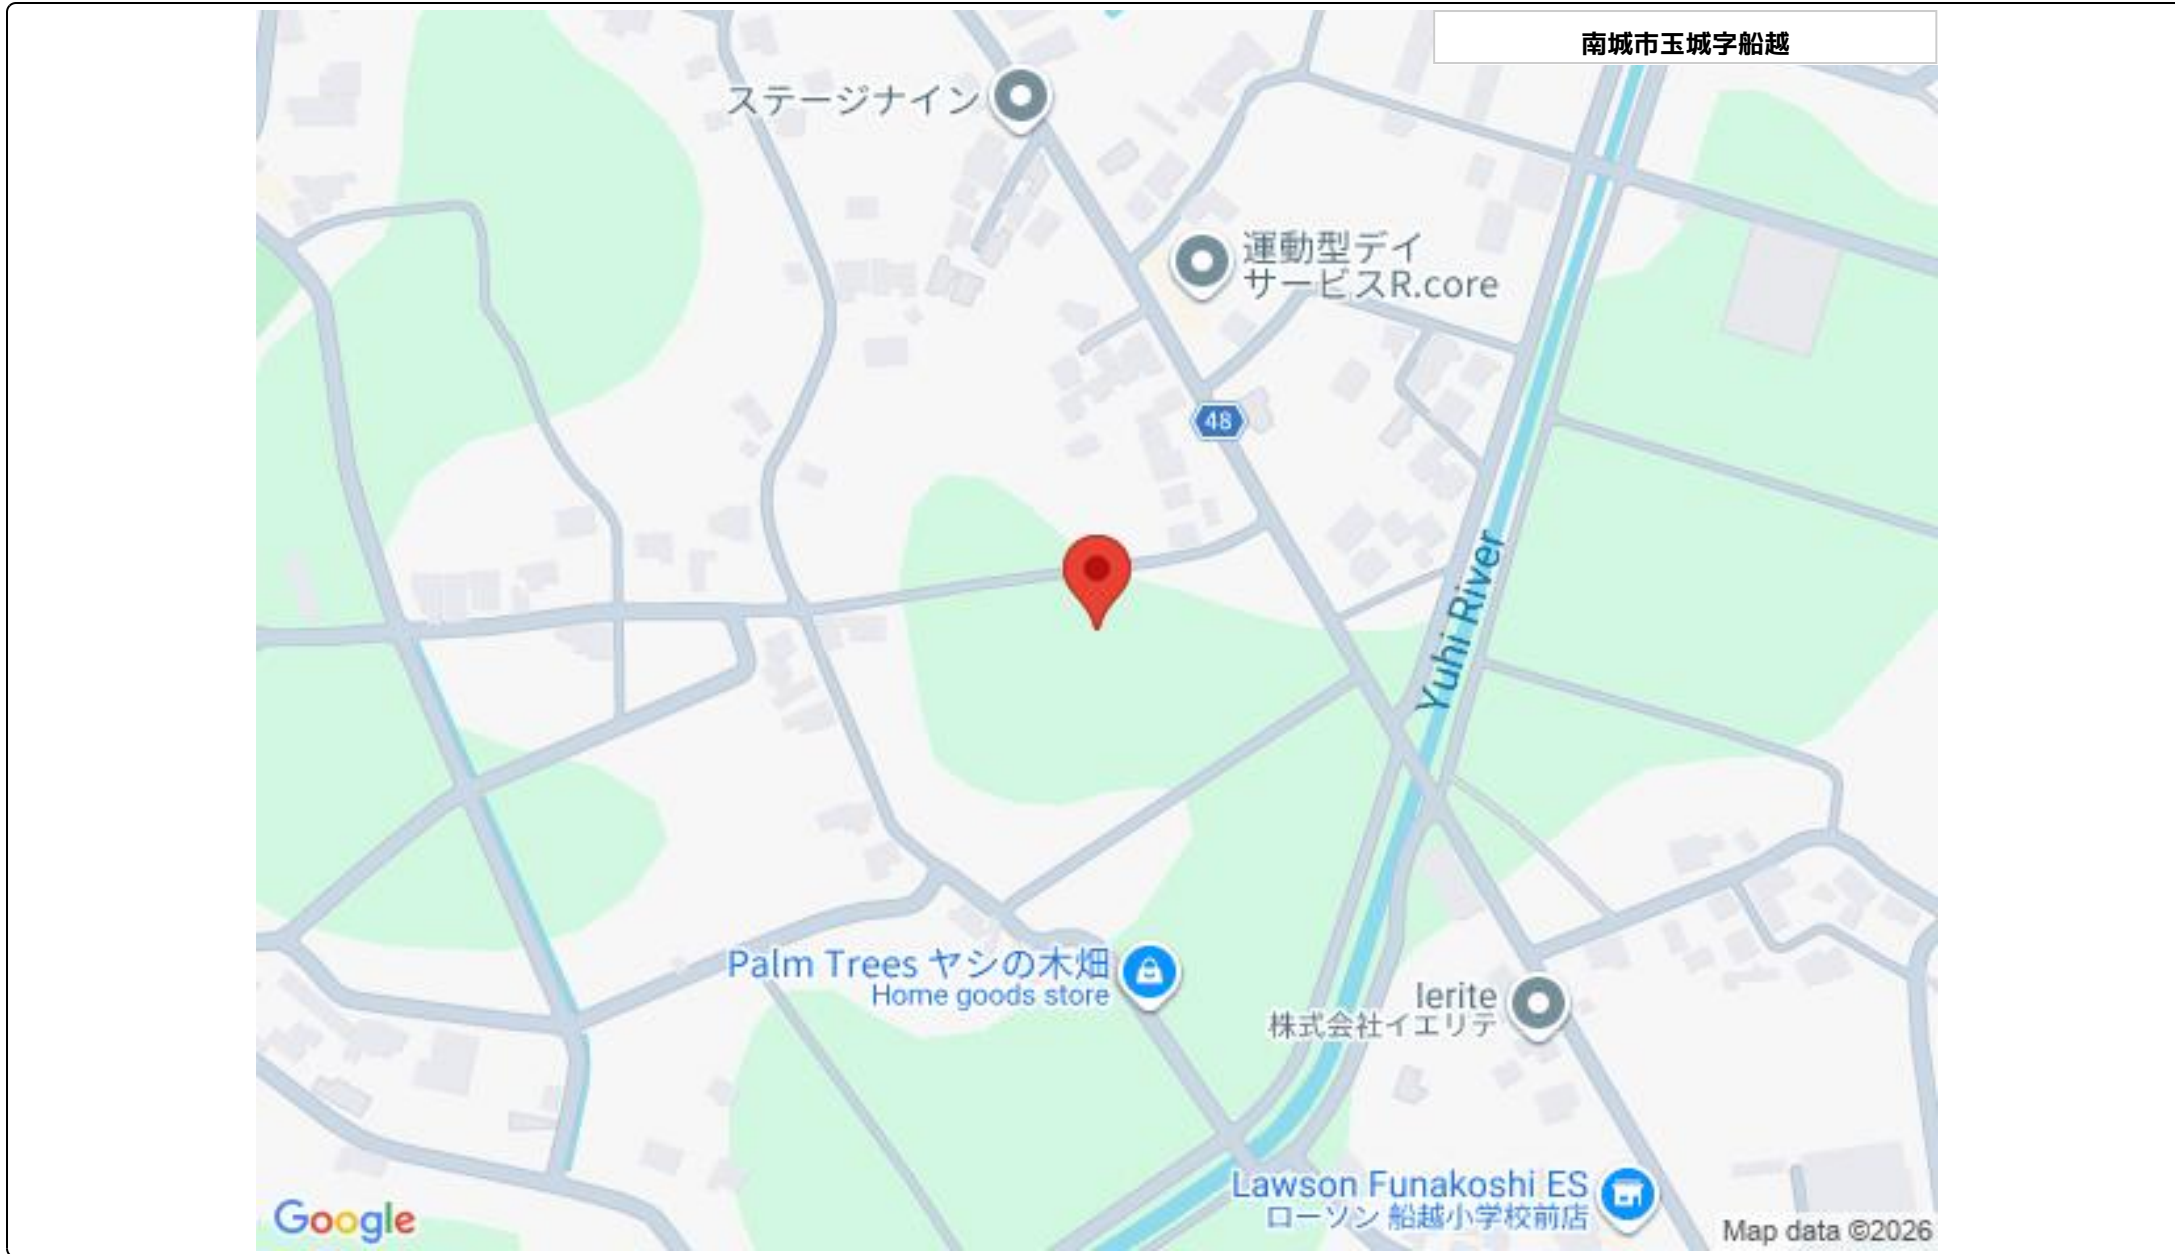 南城市玉城字船越
ステージナイン
運動型デイ
サービスR.core
48
Yuhi River
Palm Trees ヤシの木畑
Home goods store
Ierite
株式会社イエリテ
Lawson Funakoshi ES
ローソン 船越小学校前店
Google
Map data ©2026